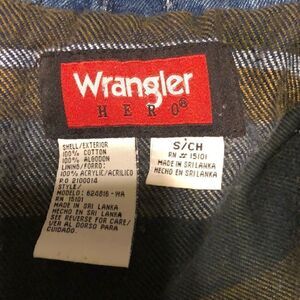 Wrangler
HERO®
SHELL/EXTERIOR
100% COTTON
100% ALGODON
LINING/FORRO:
100% ACRYLIC/ACRILICO
P.O 2100014
STYLE/
MODELO: 624816-WA
RN 15101
MADE IN SRI LANKA
HECHO EN SRI LANKA
SEE REVERSE FOR CARE/
VER AL DORSO PARA
CUIDADO.
S/CH
RN 15101
MADE IN SRI LANKA
HECHO EN SRILANKA